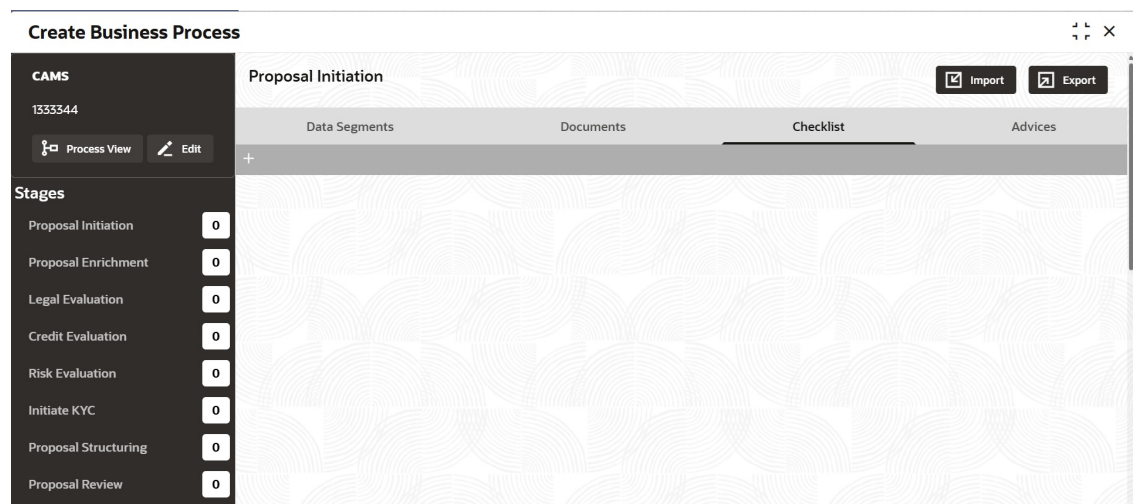 Create Business Process
CAMS
1333344
Process View Edit
Stages
Proposal Initiation 0
Proposal Enrichment 0
Legal Evaluation 0
Credit Evaluation 0
Risk Evaluation 0
Initiate KYC 0
Proposal Structuring 0
Proposal Review 0
Proposal Initiation
Import Export
Data Segments Documents Checklist Advices
+